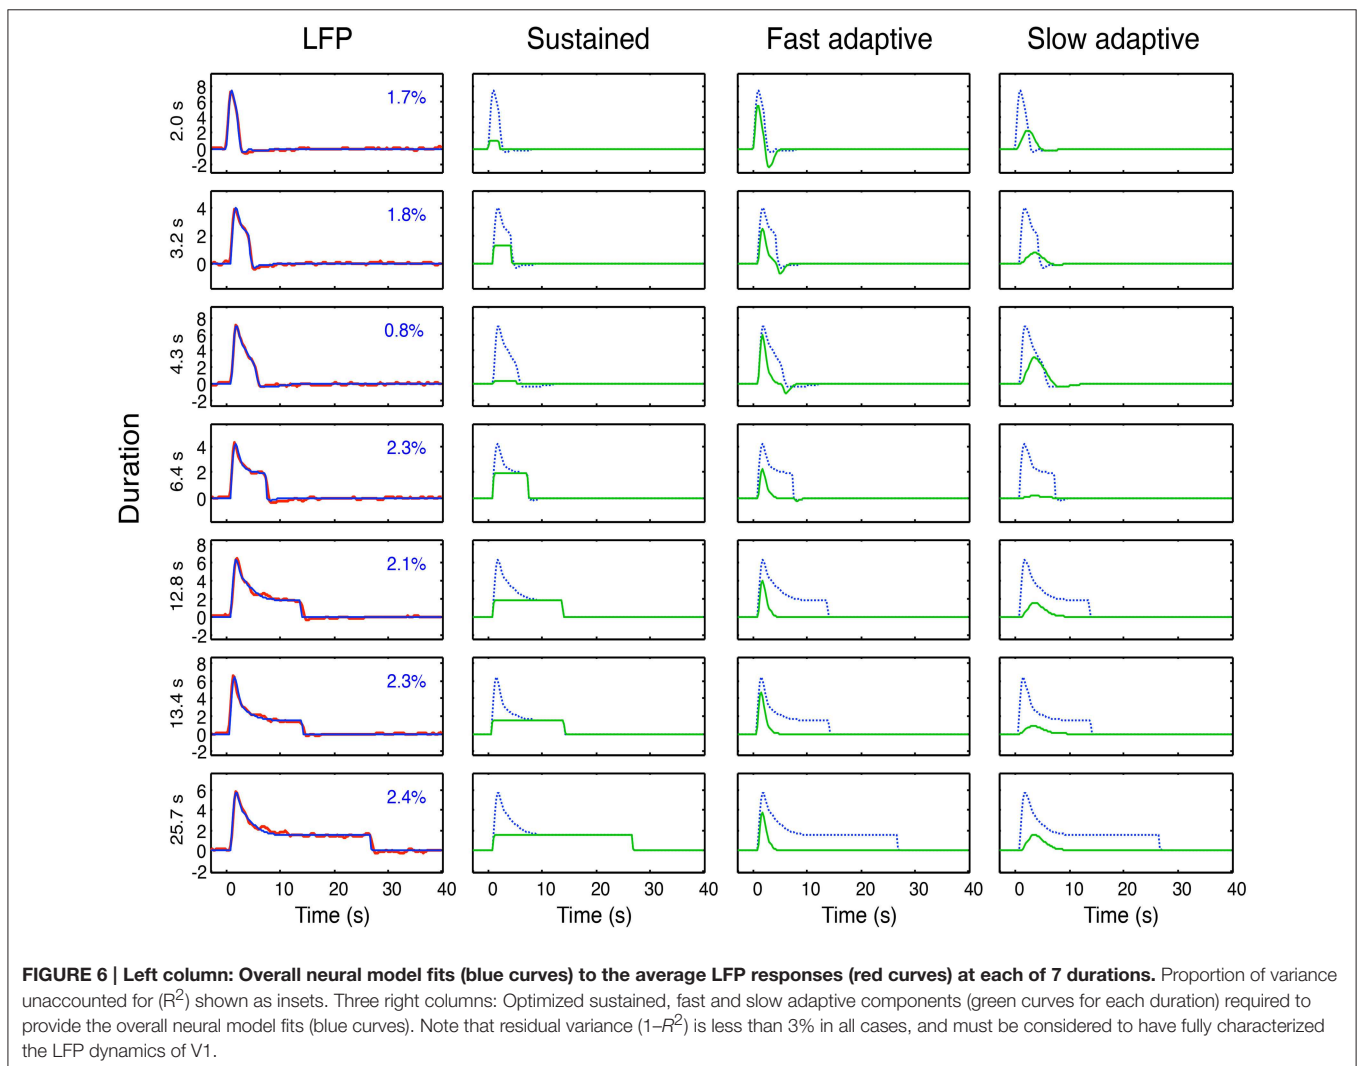 LFP Sustained Fast adaptive Slow adaptive
Duration
2.0 s
8
6
4
2
0
-2
1.7%
3.2 s
4
2
0
1.8%
4.3 s
8
6
4
2
0
-2
0.8%
6.4 s
4
2
0
2.3%
12.8 s
8
6
4
2
0
-2
2.1%
13.4 s
8
6
4
2
0
-2
2.3%
25.7 s
6
4
2
0
-2
2.4%
0 10 20 30 40 0 10 20 30 40 0 10 20 30 40 0 10 20 30 40
Time (s) Time (s) Time (s) Time (s)
FIGURE 6 | Left column: Overall neural model fits (blue curves) to the average LFP responses (red curves) at each of 7 durations. Proportion of variance
unaccounted for (R²) shown as insets. Three right columns: Optimized sustained, fast and slow adaptive components (green curves for each duration) required to
provide the overall neural model fits (blue curves). Note that residual variance (1–R²) is less than 3% in all cases, and must be considered to have fully characterized
the LFP dynamics of V1.